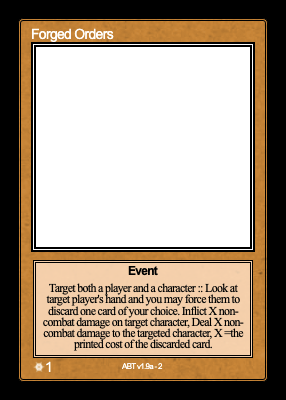 Forged Orders
Event
Target both a player and a character :: Look at
target player's hand and you may force them to
discard one card of your choice. Inflict X non-
combat damage on target character, Deal X non-
combat damage to the targeted character, X =the
printed cost of the discarded card.
1
ABT v1.9a - 2